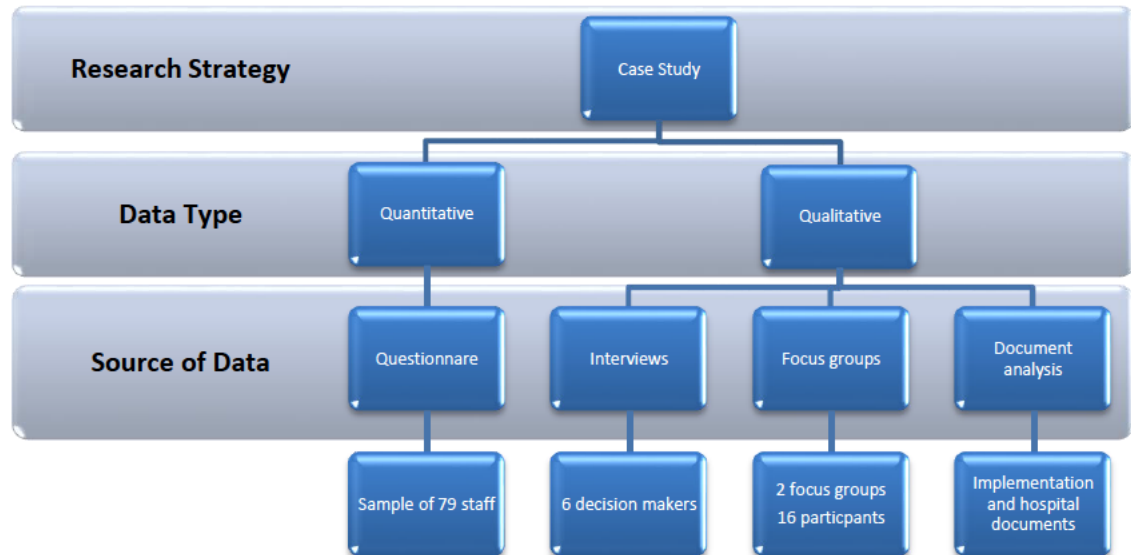 Research Strategy
Case Study
Data Type
Quantitative
Qualitative
Source of Data
Questionnare
Interviews
Focus groups
Document
analysis
Sample of 79 staff
6 decision makers
2 focus groups
16 particpants
Implementation
and hospital
documents